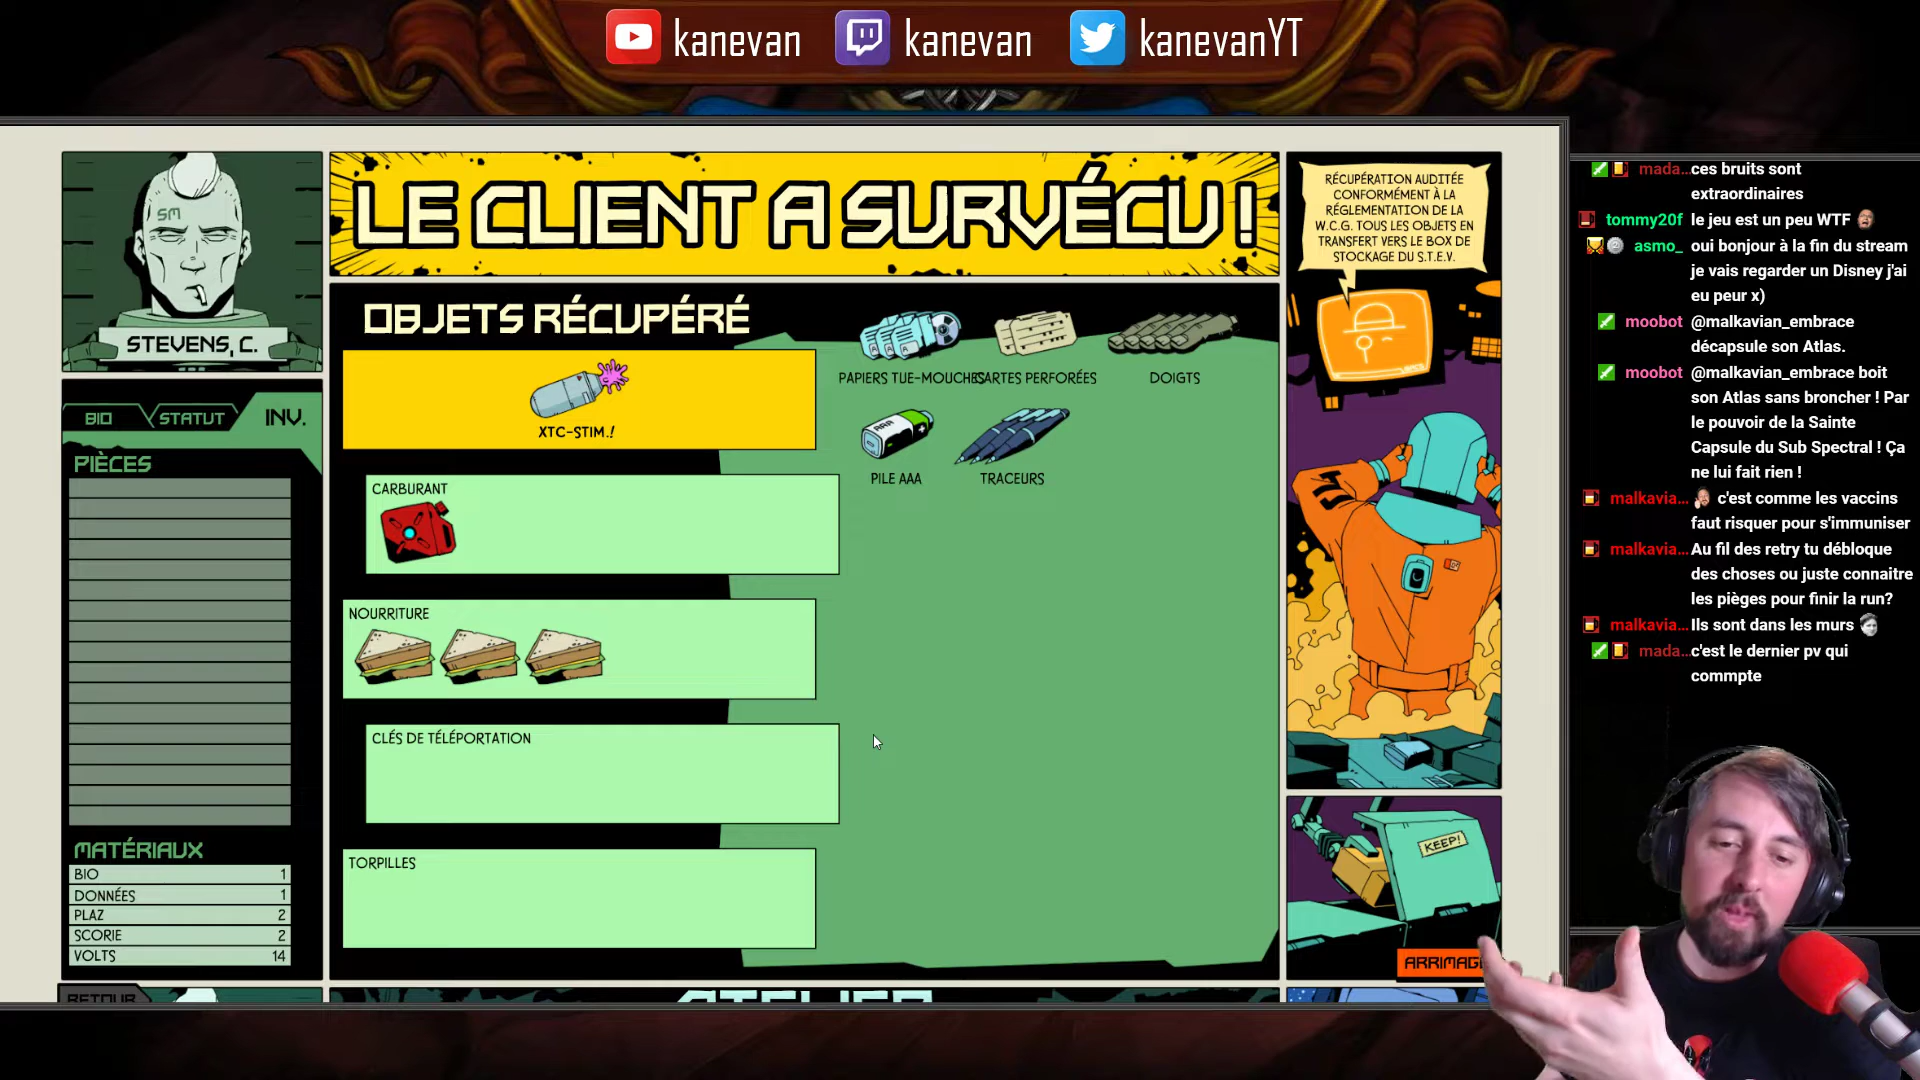 kanevan
kanevan
kanevanYT
SM
STEVENS, C.
BIO
STATUT
INV.
PIÈCES
MATÉRIAUX
BIO 1
DONNÉES 1
PLAZ 2
SCORIE 2
VOLTS 14
RETOUR
LE CLIENT A SURVÉCU !
OBJETS RÉCUPÉRÉ
XTC-STIM.!
CARBURANT
NOURRITURE
CLÉS DE TÉLÉPORTATION
TORPILLES
PAPIERS TUE-MOUCHES
CARTES PERFORÉES
DOIGTS
AAA
PILE AAA
TRACEURS
ATELIER
RÉCUPÉRATION AUDITÉE
CONFORMÉMENT À LA
RÉGLEMENTATION DE LA
W.C.G. TOUS LES OBJETS EN
TRANSFERT VERS LE BOX DE
STOCKAGE DU S.T.E.V.
KEEP!
ARRIMAG
mada... ces bruits sont
extraordinaires
tommy20f le jeu est un peu WTF
asmo_ oui bonjour à la fin du stream
je vais regarder un Disney j'ai
eu peur x)
moobot @malkavian_embrace
décapsule son Atlas.
moobot @malkavian_embrace boit
son Atlas sans broncher ! Par
le pouvoir de la Sainte
Capsule du Sub Spectral ! Ça
ne lui fait rien !
malkavia... c'est comme les vaccins
faut risquer pour s'immuniser
malkavia... Au fil des retry tu débloque
des choses ou juste connaitre
les pièges pour finir la run?
malkavia... Ils sont dans les murs
mada... c'est le dernier pv qui
commpte